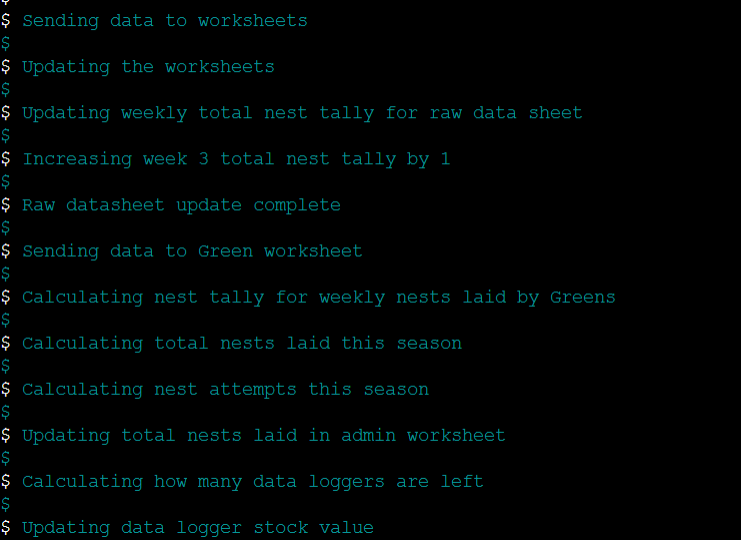 $
$ Sending data to worksheets
$
$ Updating the worksheets
$
$ Updating weekly total nest tally for raw data sheet
$
$ Increasing week 3 total nest tally by 1
$
$ Raw datasheet update complete
$
$ Sending data to Green worksheet
$
$ Calculating nest tally for weekly nests laid by Greens
$
$ Calculating total nests laid this season
$
$ Calculating nest attempts this season
$
$ Updating total nests laid in admin worksheet
$
$ Calculating how many data loggers are left
$
$ Updating data logger stock value